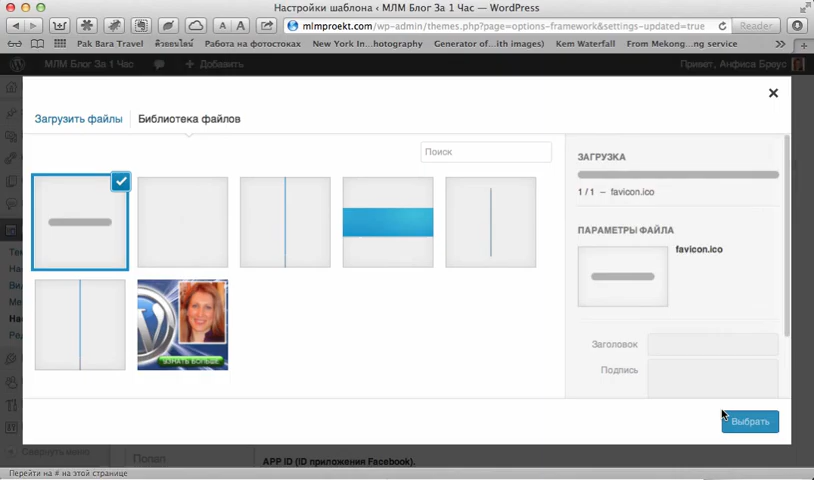 Настройки шаблона ‹ МЛМ Блог За 1 Час — WordPress
mlmproekt.com/wp-admin/themes.php?page=options-framework&settings-updated=true
Reader
Pak Bara Travel
Работа на фотостоках
New York In…hotography
Generator of…ith images)
Kem Waterfall
From Mekong…ng service
МЛМ Блог За 1 Час
Добавить
Привет, Анфиса Бреус
Загрузить файлы
Библиотека файлов
Поиск
ЗАГРУЗКА
1 / 1 – favicon.ico
ПАРАМЕТРЫ ФАЙЛА
favicon.ico
УЗНАТЬ БОЛЬШЕ
Заголовок
Подпись
Выбрать
Свернуть меню
Попап
APP ID (ID приложения Facebook).
Перейти на # на этой странице